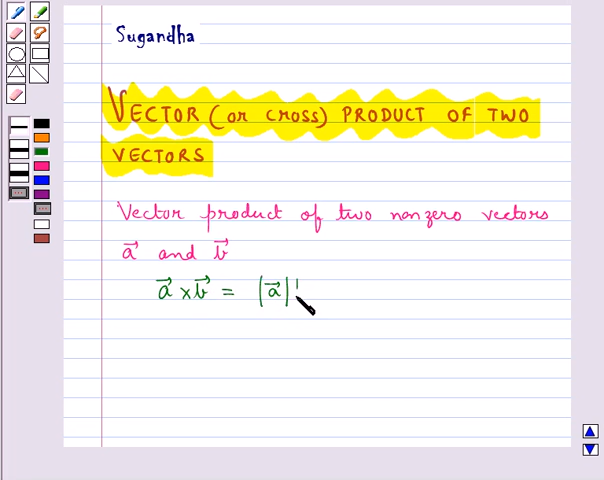 Sugandha
VECTOR (or cross) PRODUCT OF TWO
VECTORS
Vector product of two nonzero vectors
a⃗ and b⃗
a⃗ × b⃗ = |a⃗|